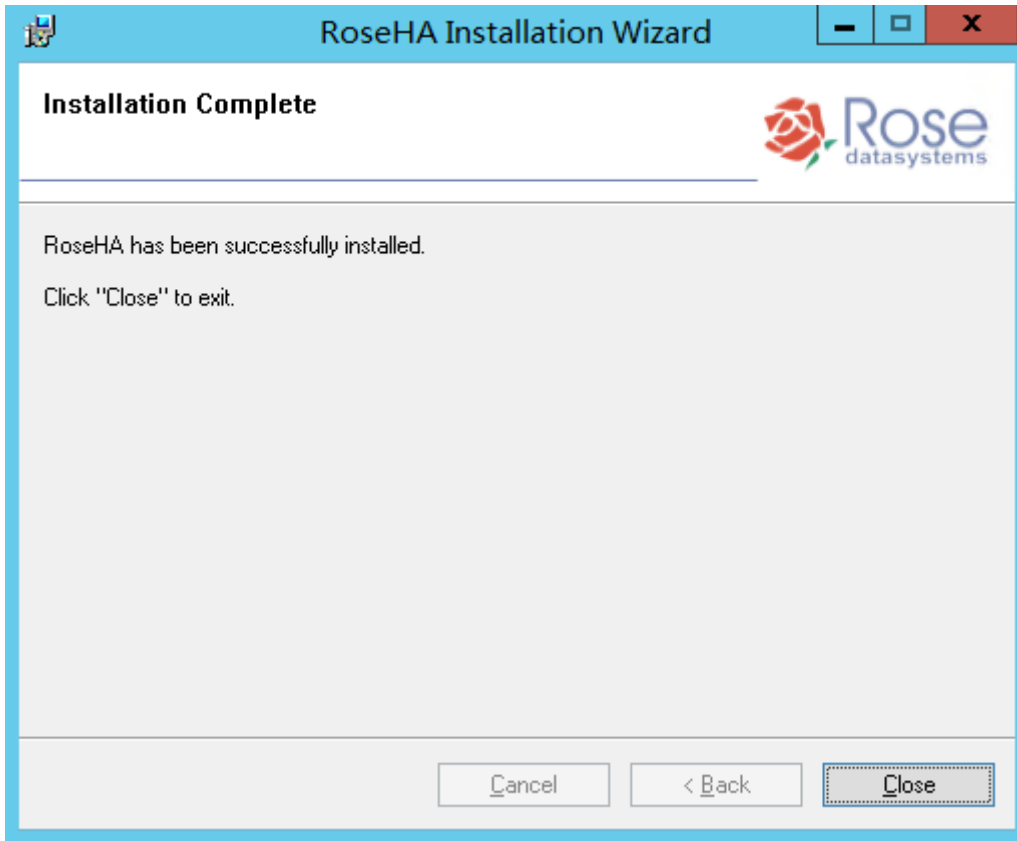 RoseHA Installation Wizard
Installation Complete
Rose
datasystems
RoseHA has been successfully installed.
Click "Close" to exit.
Cancel
< Back
Close